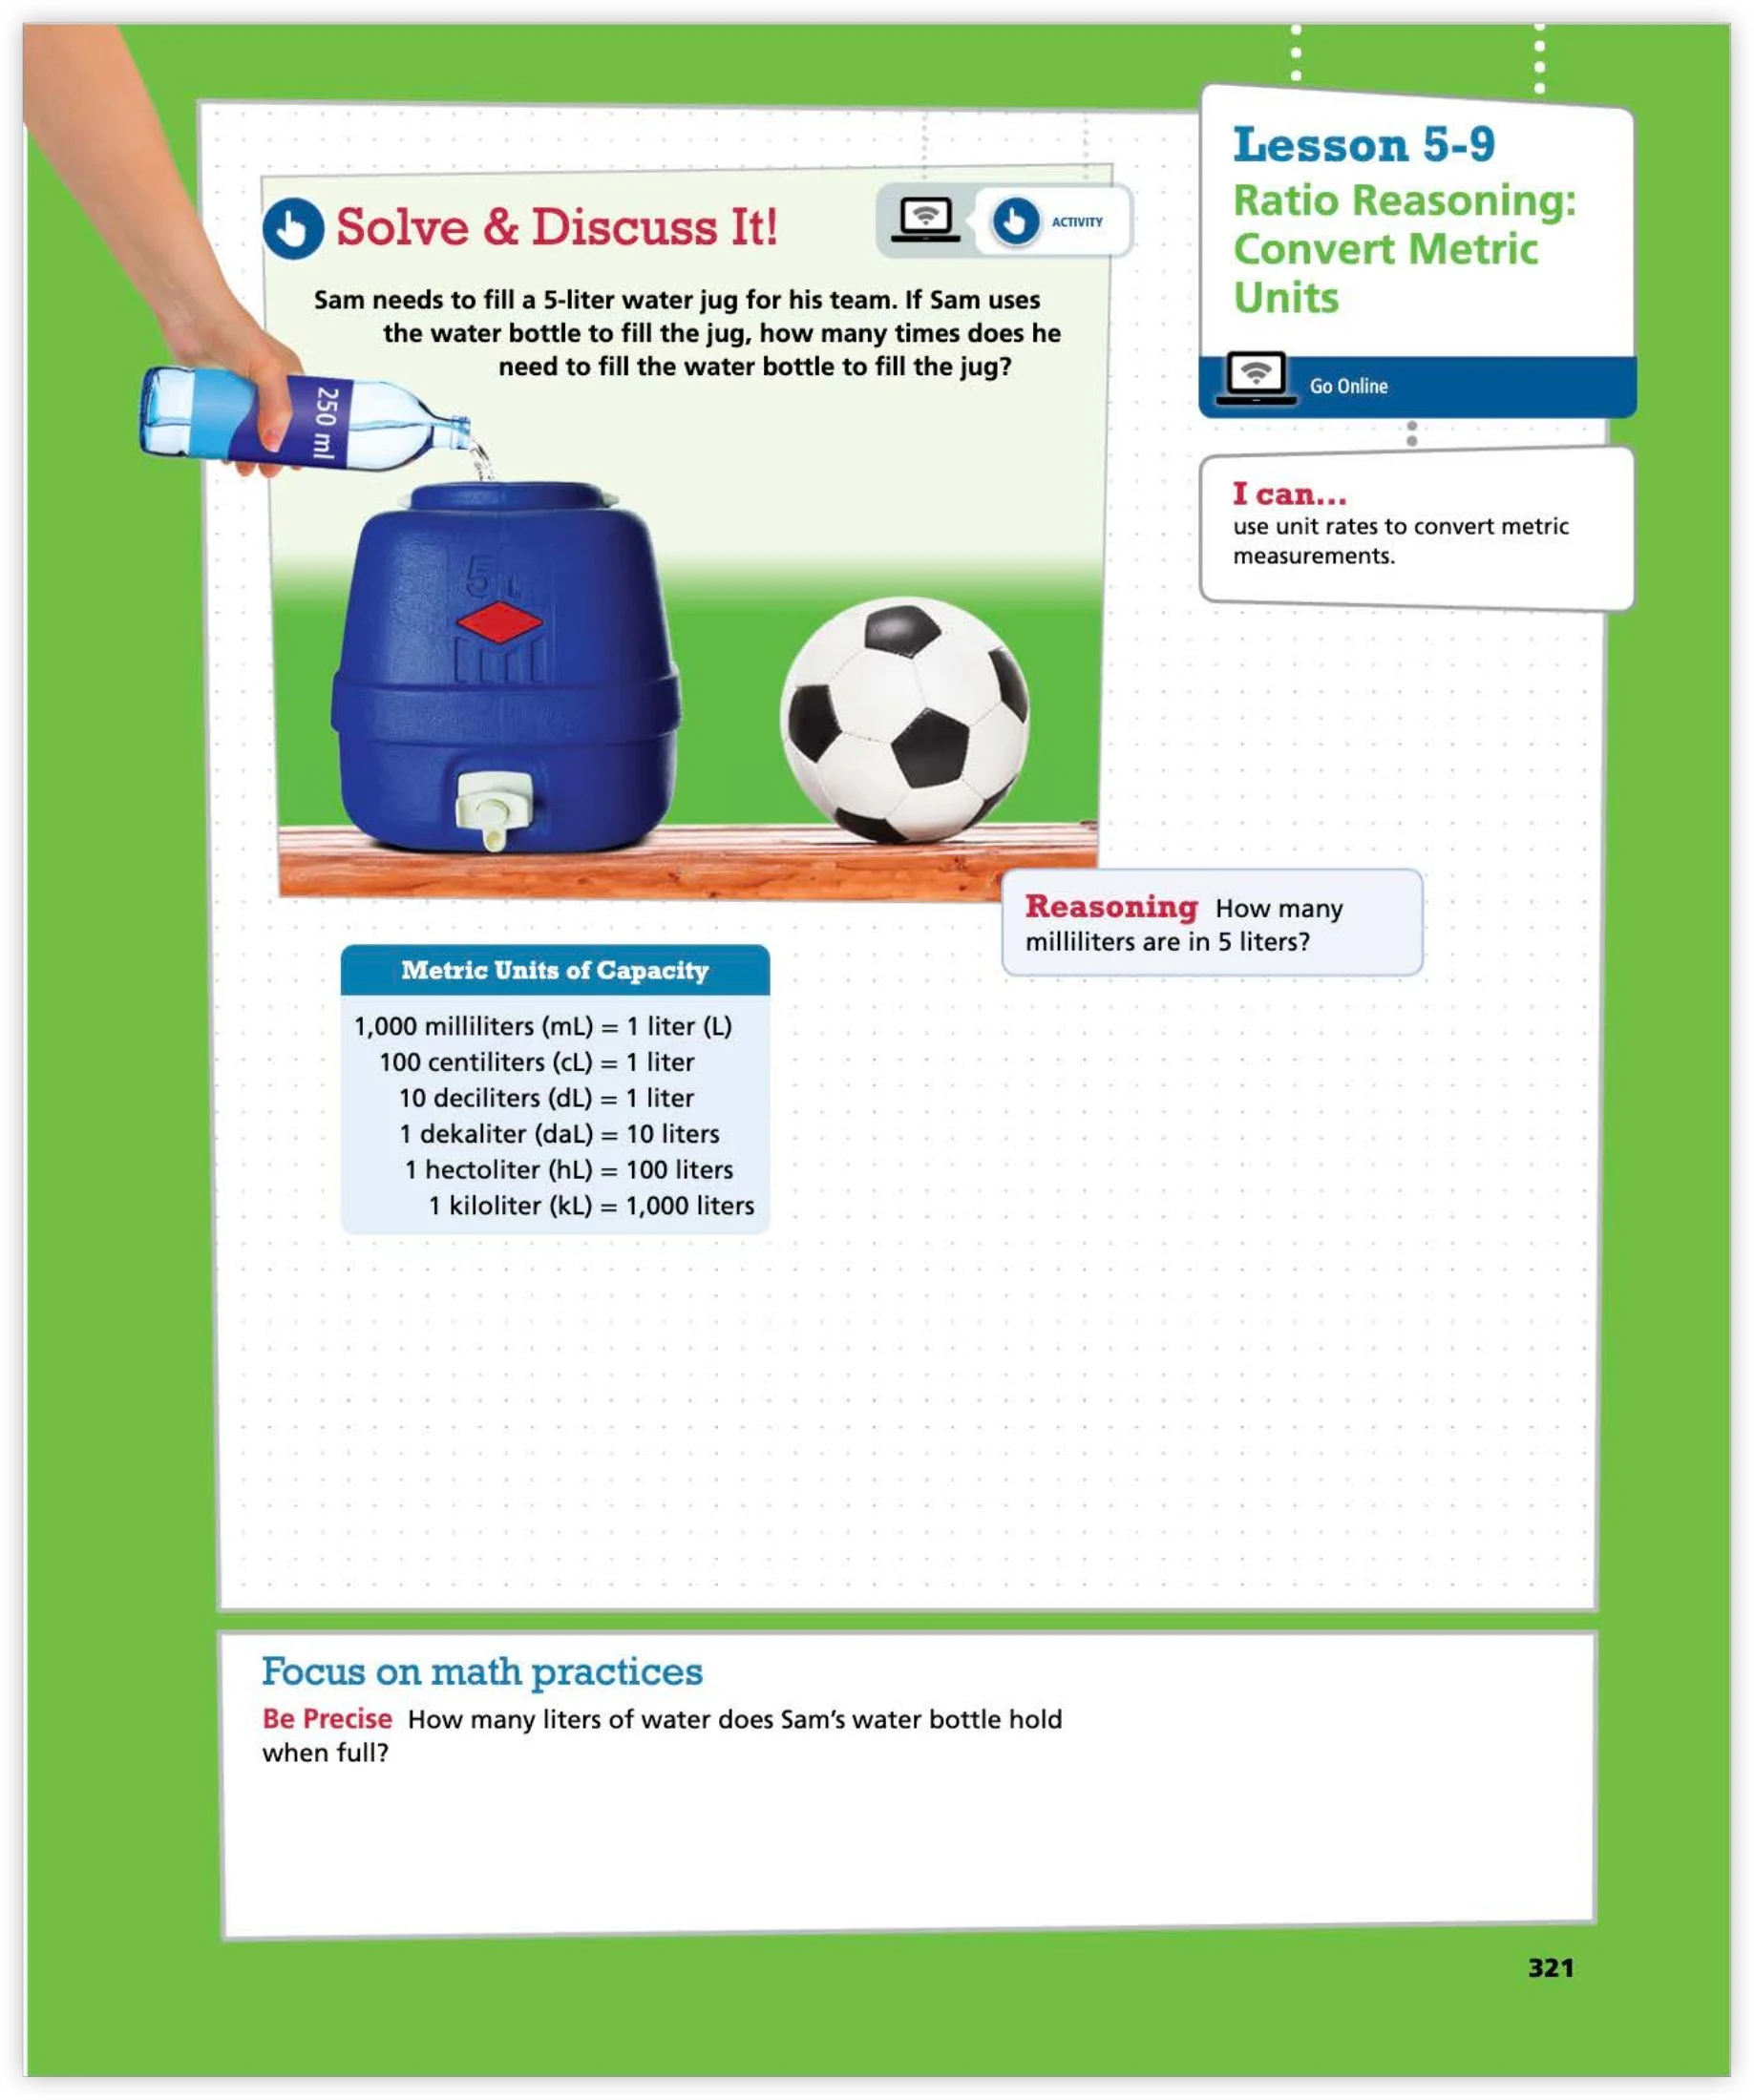 Lesson 5-9
Ratio Reasoning:
Convert Metric
Units
Go Online
I can...
use unit rates to convert metric
measurements.
Solve & Discuss It!
ACTIVITY
Sam needs to fill a 5-liter water jug for his team. If Sam uses
the water bottle to fill the jug, how many times does he
need to fill the water bottle to fill the jug?
250 ml
5 L
Reasoning How many
milliliters are in 5 liters?
Metric Units of Capacity
1,000 milliliters (mL) = 1 liter (L)
100 centiliters (cL) = 1 liter
10 deciliters (dL) = 1 liter
1 dekaliter (daL) = 10 liters
1 hectoliter (hL) = 100 liters
1 kiloliter (kL) = 1,000 liters
Focus on math practices
Be Precise How many liters of water does Sam's water bottle hold
when full?
321